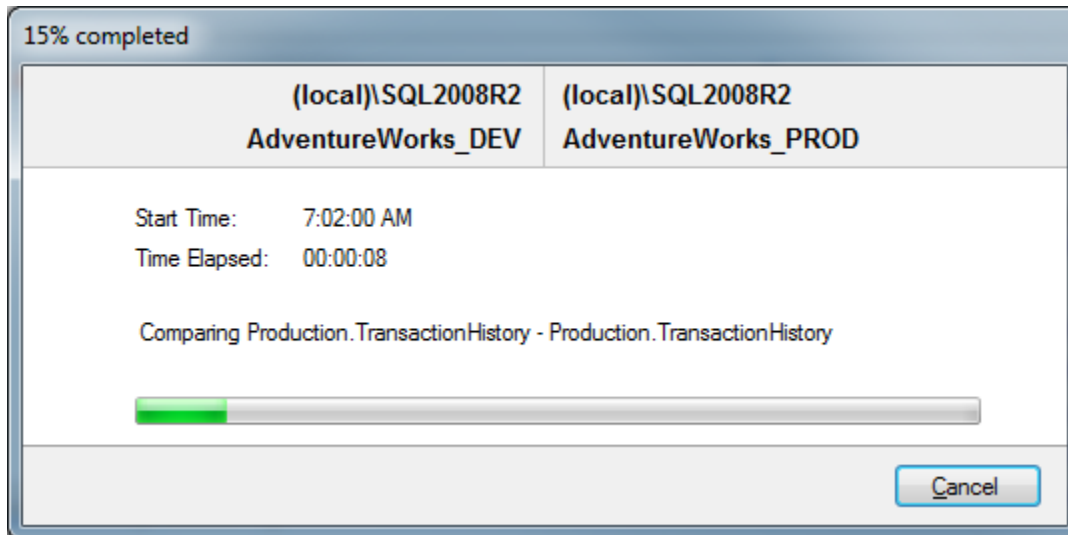 15% completed
(local)\SQL2008R2
AdventureWorks_DEV
(local)\SQL2008R2
AdventureWorks_PROD
Start Time: 7:02:00 AM
Time Elapsed: 00:00:08
Comparing Production.TransactionHistory - Production.TransactionHistory
Cancel